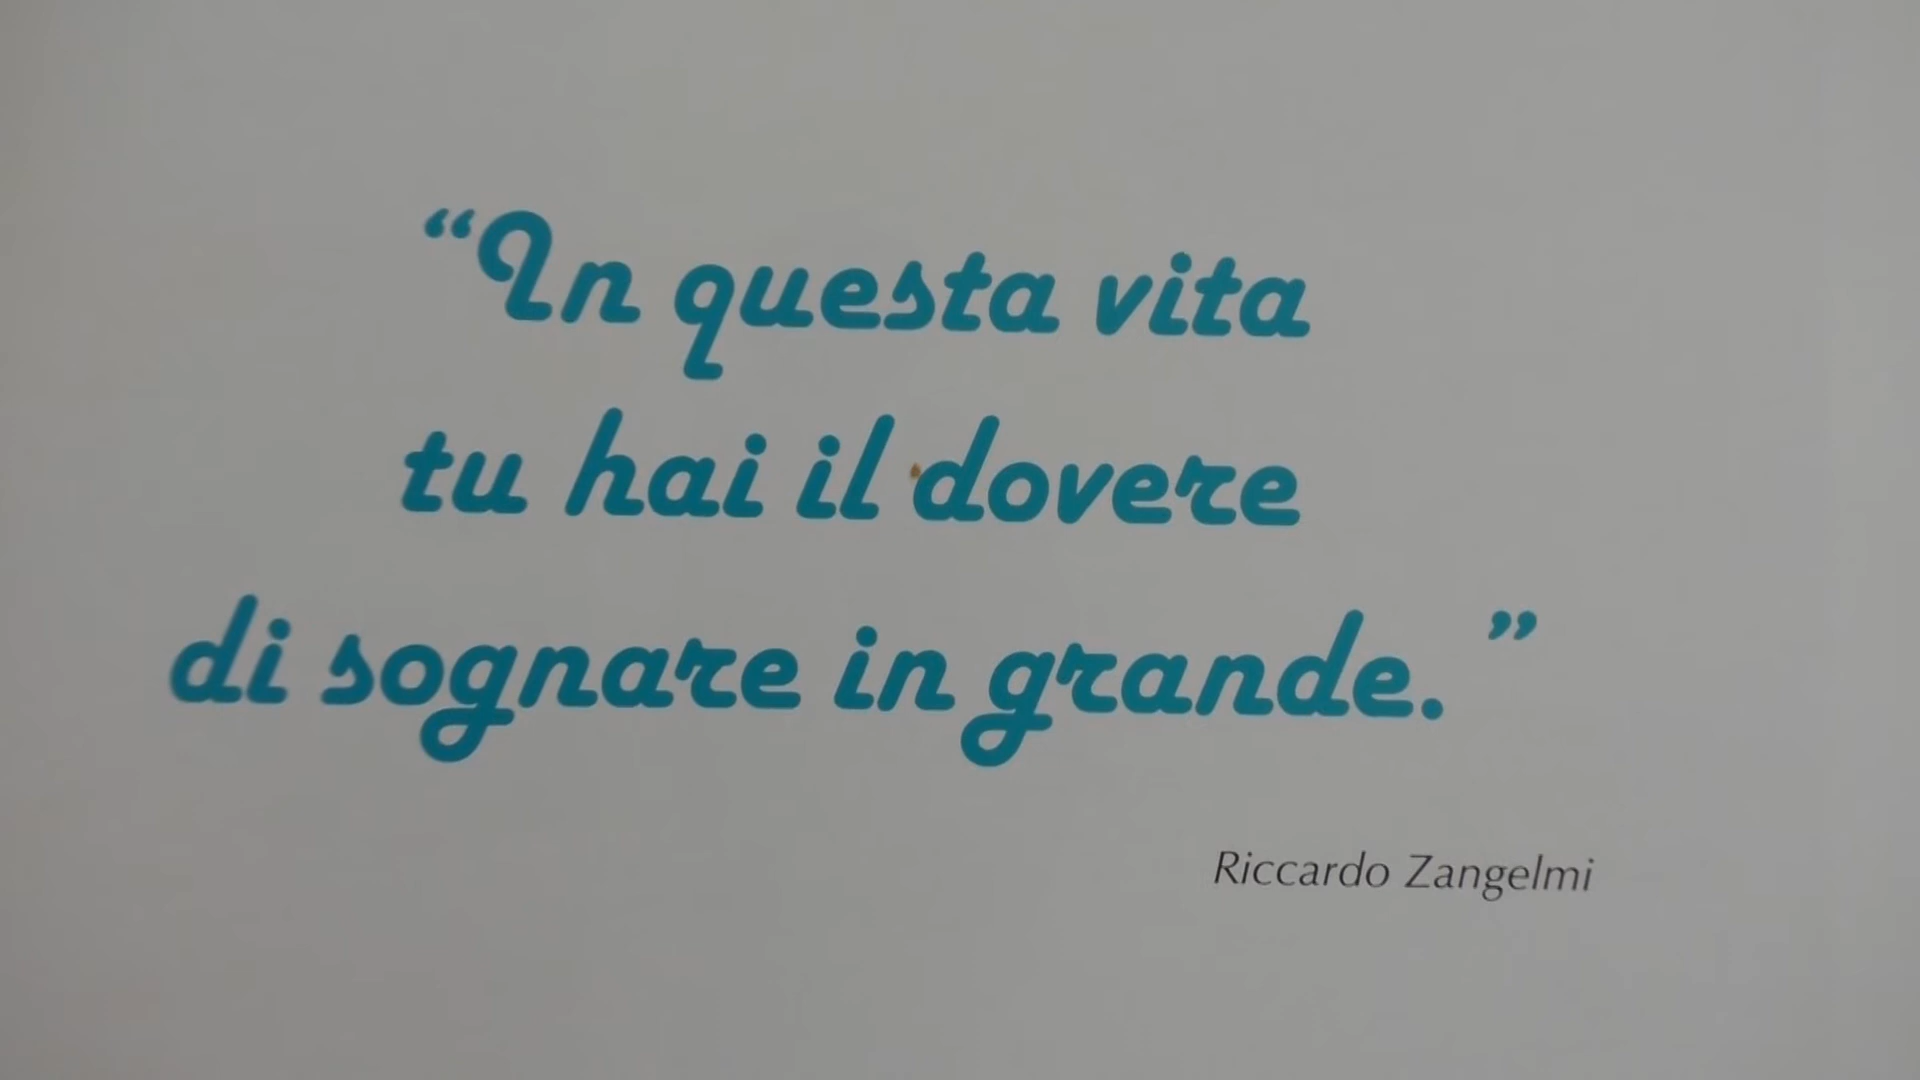 “In questa vita
tu hai il dovere
di sognare in grande.”
Riccardo Zangelmi